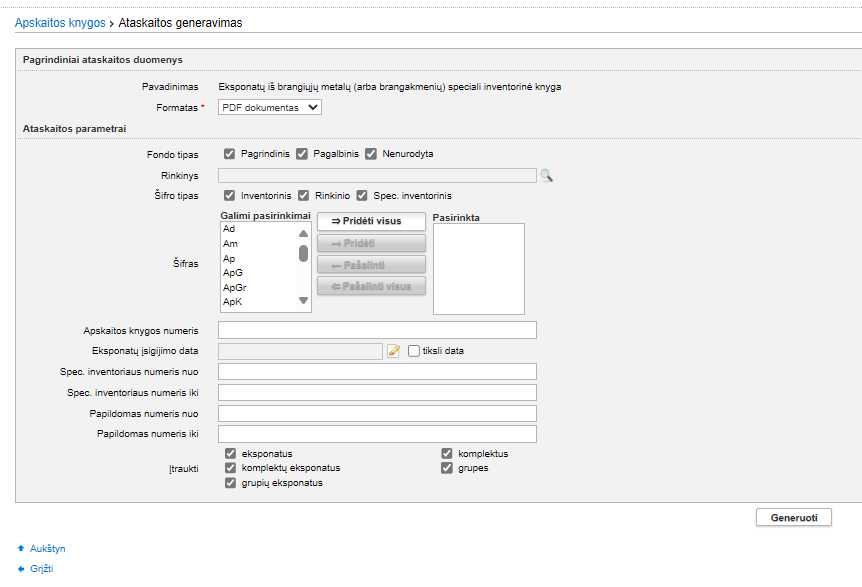 Apskaitos knygos › Ataskaitos generavimas
Pagrindiniai ataskaitos duomenys
Pavadinimas Eksponatų iš brangiųjų metalų (arba brangakmenių) speciali inventorinė knyga
Formatas * PDF dokumentas
Ataskaitos parametrai
Fondo tipas Pagrindinis Pagalbinis Nenurodyta
Rinkinys
Šifro tipas Inventorinis Rinkinio Spec. inventorinis
Šifras
Galimi pasirinkimai
Ad
Am
Ap
ApG
ApGr
ApK
⇒ Pridėti visus
→ Pridėti
← Pašalinti
⇐ Pašalinti visus
Pasirinkta
Apskaitos knygos numeris
Eksponatų įsigijimo data tiksli data
Spec. inventoriaus numeris nuo
Spec. inventoriaus numeris iki
Papildomas numeris nuo
Papildomas numeris iki
Įtraukti
eksponatus komplektus
komplektų eksponatus grupes
grupių eksponatus
Generuoti
Aukštyn
Grįžti